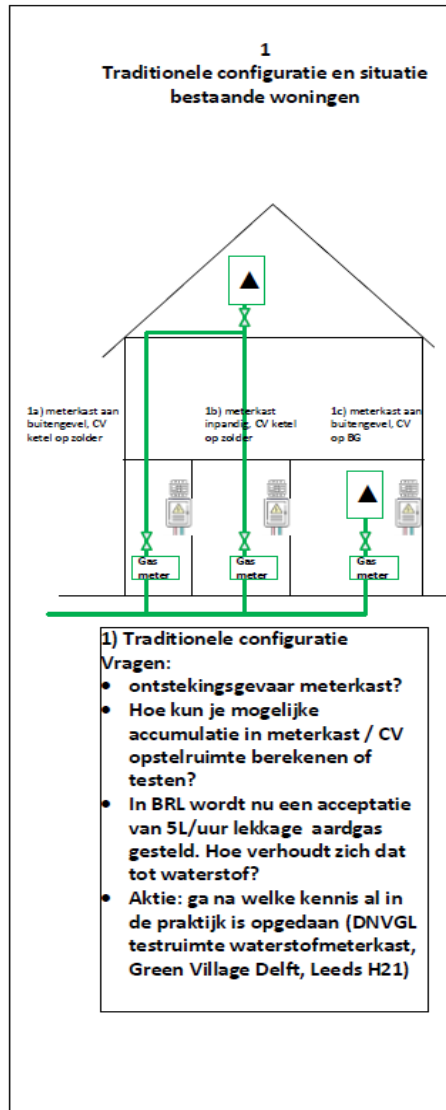 1
Traditionele configuratie en situatie
bestaande woningen
1a) meterkast aan
buitengevel, CV
ketel op zolder
1b) meterkast
inpandig, CV ketel
op zolder
1c) meterkast aan
buitengevel, CV
op BG
Gas
meter
Gas
meter
Gas
meter
1) Traditionele configuratie
Vragen:
• ontstekingsgevaar meterkast?
• Hoe kun je mogelijke
accumulatie in meterkast / CV
opstelruimte berekenen of
testen?
• In BRL wordt nu een acceptatie
van 5L/uur lekkage aardgas
gesteld. Hoe verhoudt zich dat
tot waterstof?
• Aktie: ga na welke kennis al in
de praktijk is opgedaan (DNVGL
testruimte waterstofmeterkast,
Green Village Delft, Leeds H21)